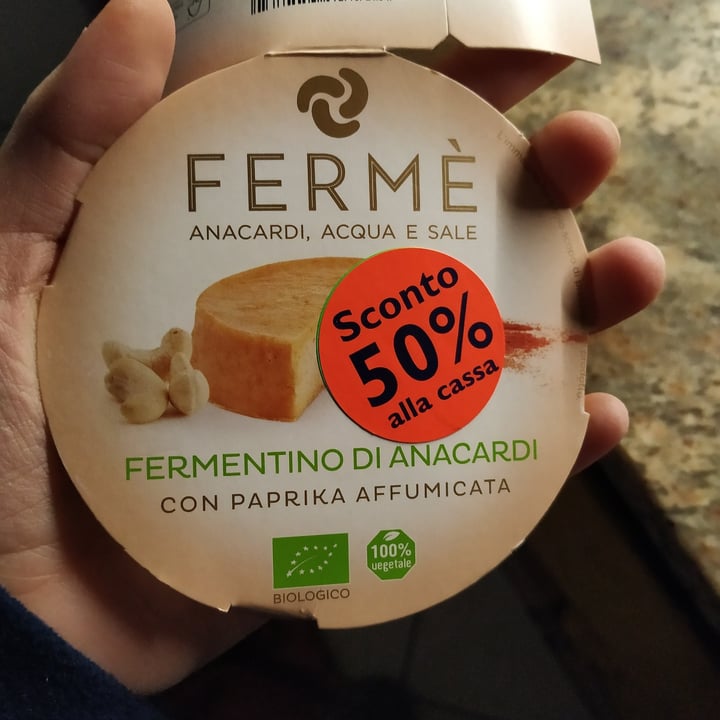 FERMÈ
ANACARDI, ACQUA E SALE
Sconto
50%
alla cassa
FERMENTINO DI ANACARDI
CON PAPRIKA AFFUMICATA
BIOLOGICO
100%
vegetale